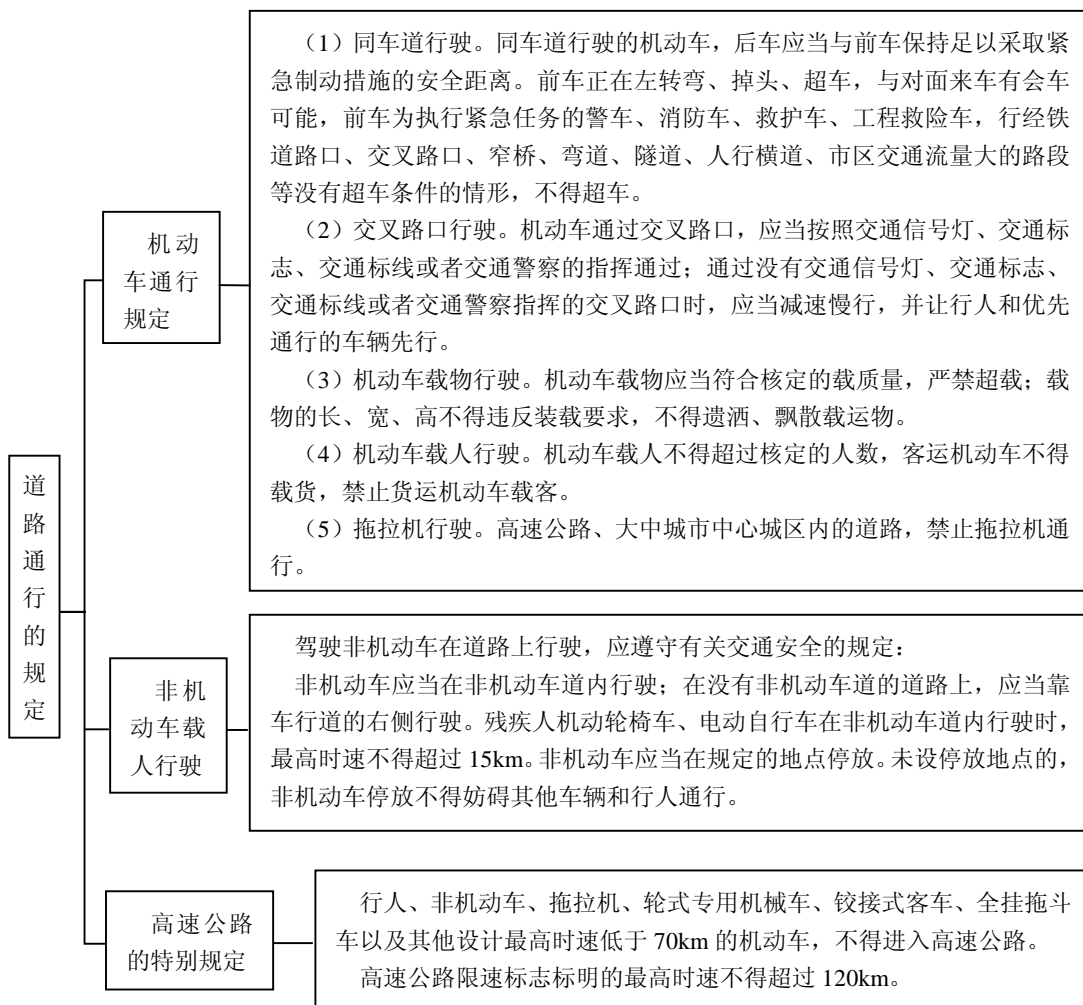 道
路
通
行
的
规
定
机动
车通行
规定
（1）同车道行驶。同车道行驶的机动车，后车应当与前车保持足以采取紧
急制动措施的安全距离。前车正在左转弯、掉头、超车，与对面来车有会车
可能，前车为执行紧急任务的警车、消防车、救护车、工程救险车，行经铁
道路口、交叉路口、窄桥、弯道、隧道、人行横道、市区交通流量大的路段
等没有超车条件的情形，不得超车。
（2）交叉路口行驶。机动车通过交叉路口，应当按照交通信号灯、交通标
志、交通标线或者交通警察的指挥通过；通过没有交通信号灯、交通标志、
交通标线或者交通警察指挥的交叉路口时，应当减速慢行，并让行人和优先
通行的车辆先行。
（3）机动车载物行驶。机动车载物应当符合核定的载质量，严禁超载；载
物的长、宽、高不得违反装载要求，不得遗洒、飘散载运物。
（4）机动车载人行驶。机动车载人不得超过核定的人数，客运机动车不得
载货，禁止货运机动车载客。
（5）拖拉机行驶。高速公路、大中城市中心城区内的道路，禁止拖拉机通
行。
非机
动车载
人行驶
驾驶非机动车在道路上行驶，应遵守有关交通安全的规定：
非机动车应当在非机动车道内行驶；在没有非机动车道的道路上，应当靠
车行道的右侧行驶。残疾人机动轮椅车、电动自行车在非机动车道内行驶时，
最高时速不得超过 15km。非机动车应当在规定的地点停放。未设停放地点的，
非机动车停放不得妨碍其他车辆和行人通行。
高速公路
的特别规定
行人、非机动车、拖拉机、轮式专用机械车、铰接式客车、全挂拖斗
车以及其他设计最高时速低于 70km 的机动车，不得进入高速公路。
高速公路限速标志标明的最高时速不得超过 120km。